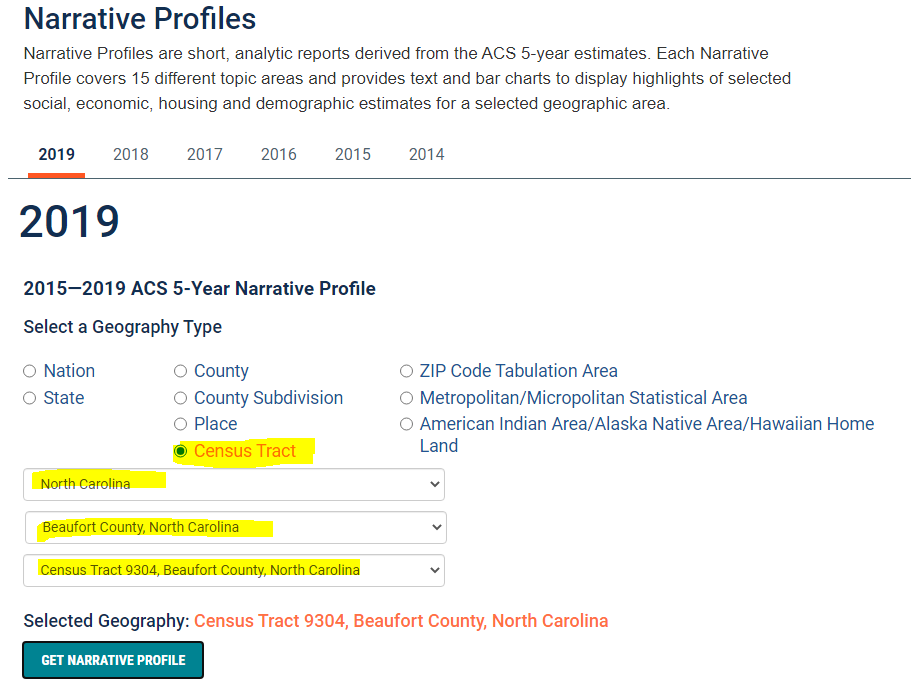 Narrative Profiles
Narrative Profiles are short, analytic reports derived from the ACS 5-year estimates. Each Narrative
Profile covers 15 different topic areas and provides text and bar charts to display highlights of selected
social, economic, housing and demographic estimates for a selected geographic area.
2019 2018 2017 2016 2015 2014
2019
2015—2019 ACS 5-Year Narrative Profile
Select a Geography Type
Nation County ZIP Code Tabulation Area
State County Subdivision Metropolitan/Micropolitan Statistical Area
Place American Indian Area/Alaska Native Area/Hawaiian Home
Land
Census Tract
North Carolina
Beaufort County, North Carolina
Census Tract 9304, Beaufort County, North Carolina
Selected Geography: Census Tract 9304, Beaufort County, North Carolina
GET NARRATIVE PROFILE